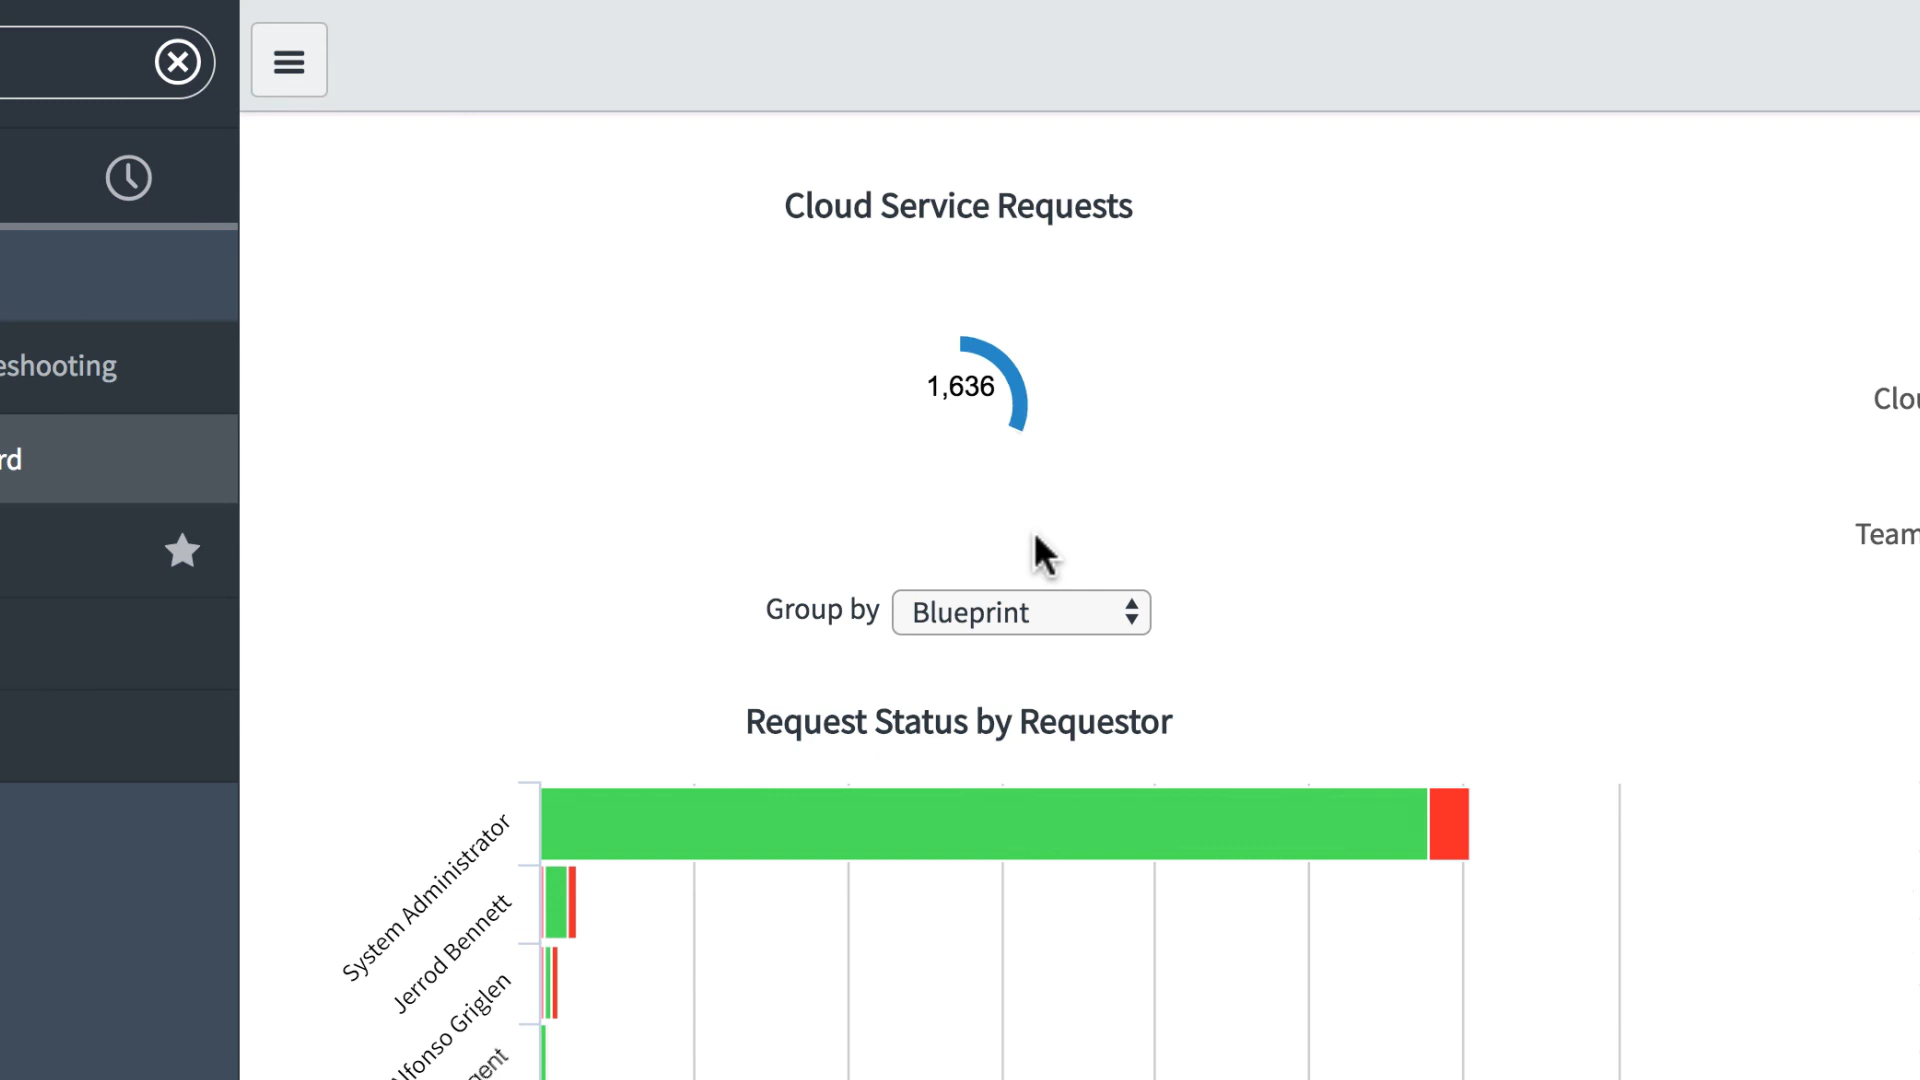 Cloud Service Requests
eshooting
1,636
Clou
rd
Team
Group by Blueprint
Request Status by Requestor
System Administrator
Jerrod Bennett
lfonso Griglen
gent